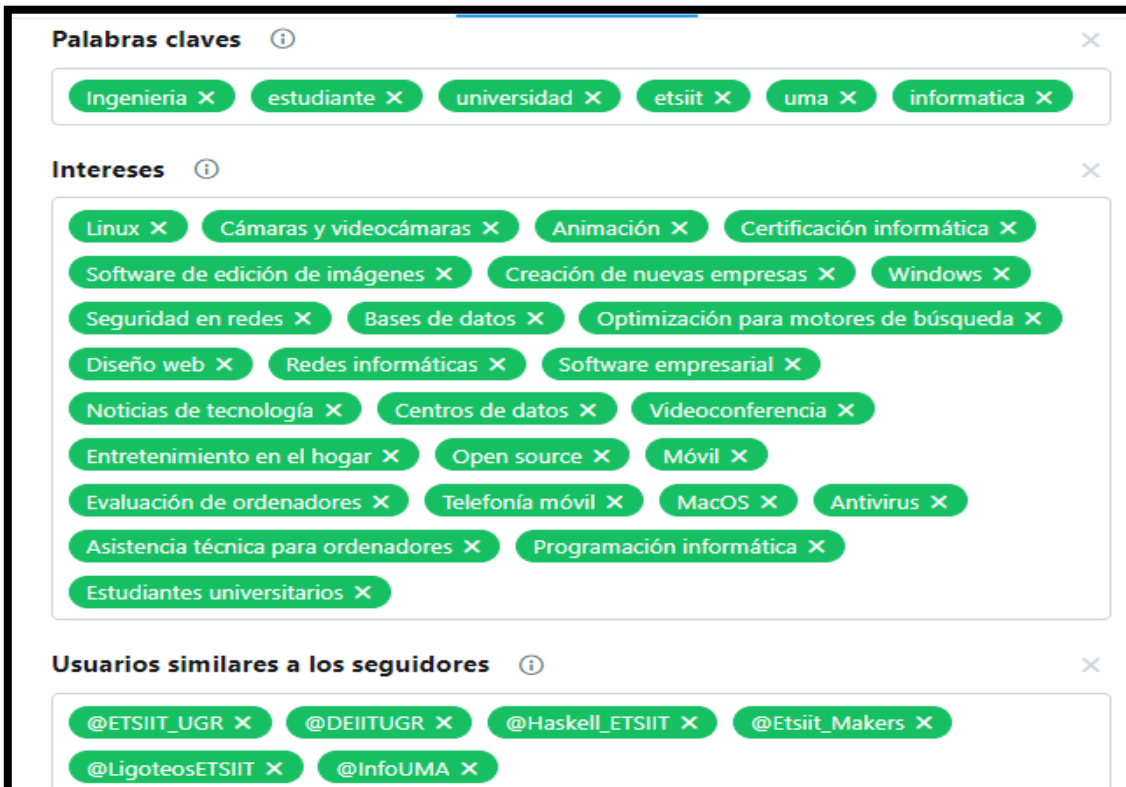 Palabras claves
Ingenieria × estudiante × universidad × etsiit × uma × informatica ×
Intereses
Linux × Cámaras y videocámaras × Animación × Certificación informática ×
Software de edición de imágenes × Creación de nuevas empresas × Windows ×
Seguridad en redes × Bases de datos × Optimización para motores de búsqueda ×
Diseño web × Redes informáticas × Software empresarial ×
Noticias de tecnología × Centros de datos × Videoconferencia ×
Entretenimiento en el hogar × Open source × Móvil ×
Evaluación de ordenadores × Telefonía móvil × MacOS × Antivirus ×
Asistencia técnica para ordenadores × Programación informática ×
Estudiantes universitarios ×
Usuarios similares a los seguidores
@ETSIIT_UGR × @DEIITUGR × @Haskell_ETSIIT × @Etsiit_Makers ×
@LigoteosETSIIT × @InfoUMA ×